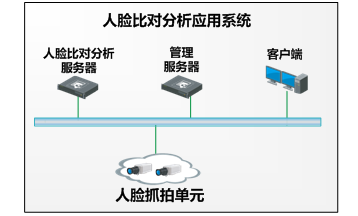 人脸比对分析应用系统
人脸比对分析
服务器
管理
服务器
客户端
人脸抓拍单元